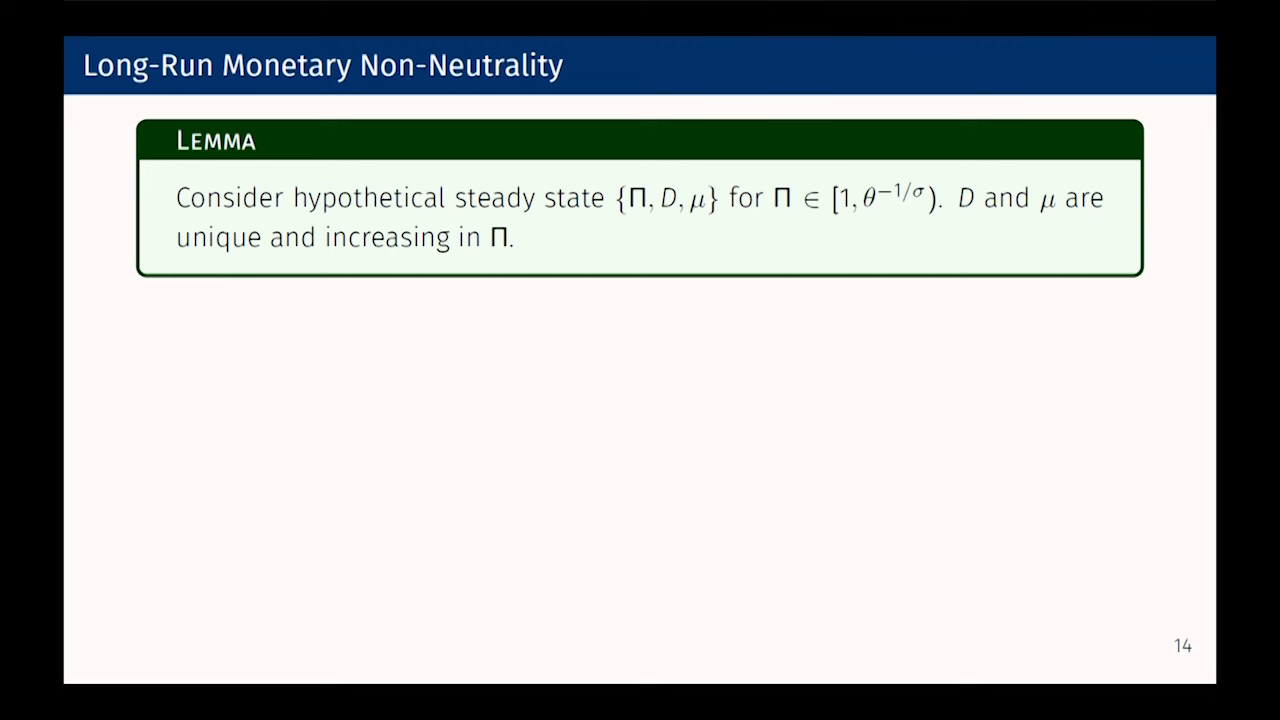 Long-Run Monetary Non-Neutrality
LEMMA
Consider hypothetical steady state {Π, D, μ} for Π ∈ [1, θ^{−1/σ}). D and μ are
unique and increasing in Π.
14